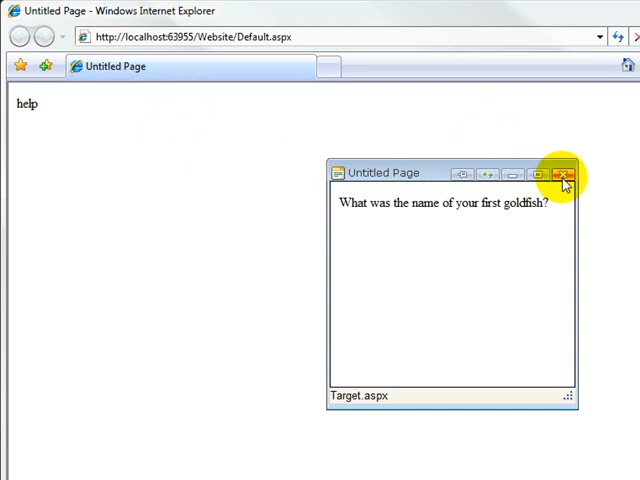 Untitled Page - Windows Internet Explorer
http://localhost:63955/Website/Default.aspx
Untitled Page
help
Untitled Page
What was the name of your first goldfish?
Target.aspx